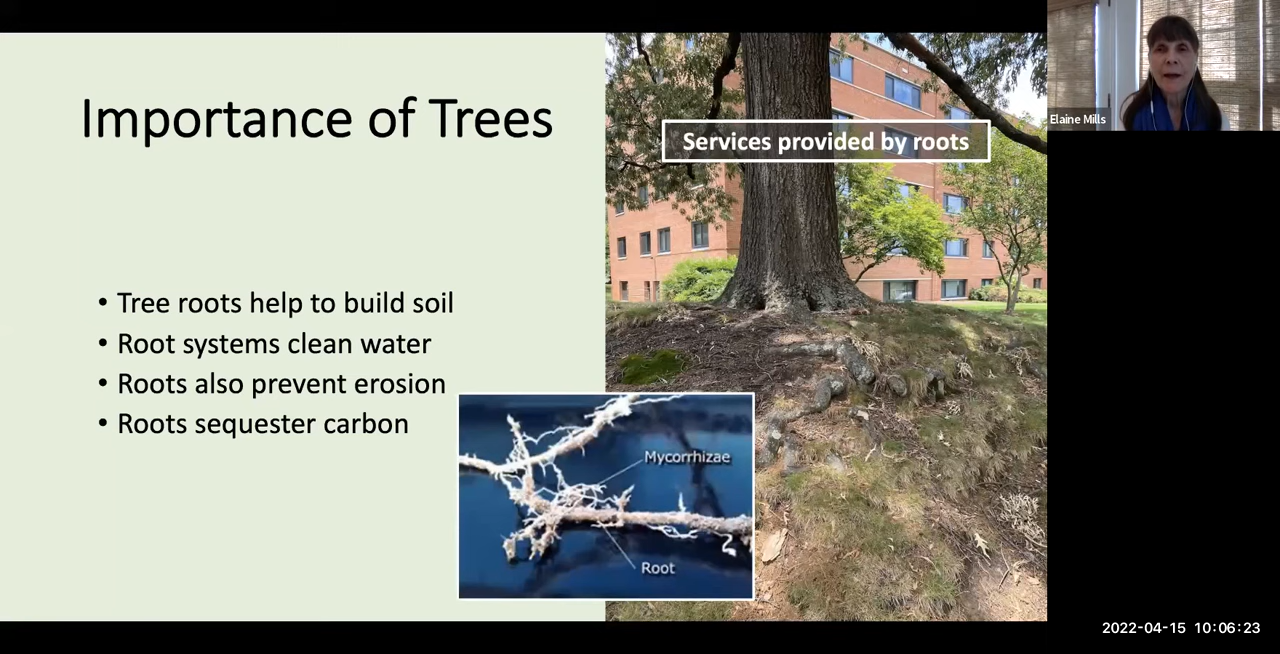 Importance of Trees
Services provided by roots
Elaine Mills
• Tree roots help to build soil
• Root systems clean water
• Roots also prevent erosion
• Roots sequester carbon
Mycorrhizae
Root
2022-04-15 10:06:23